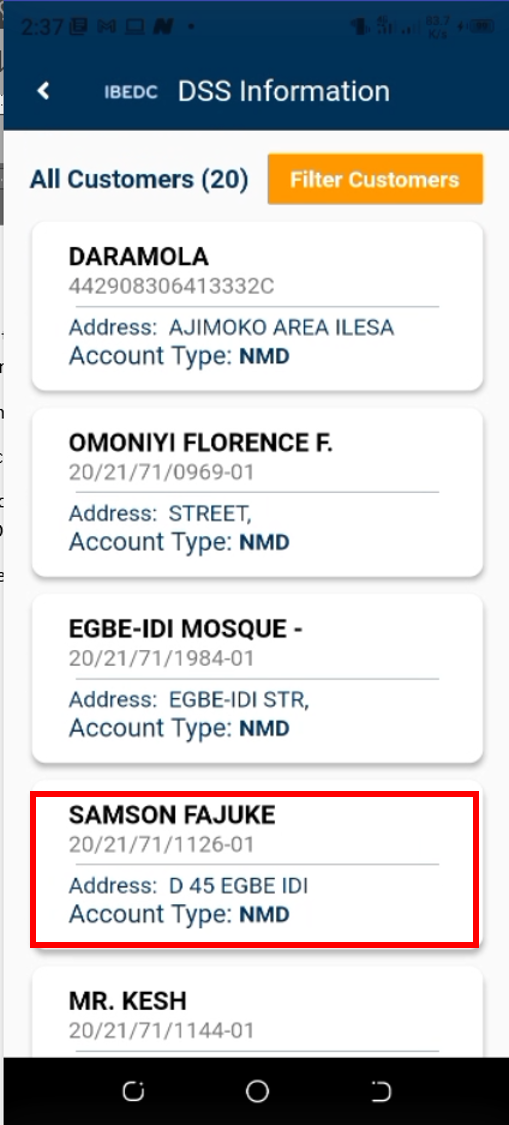 2:37
83.7
K/s
IBEDC DSS Information
All Customers (20) Filter Customers
DARAMOLA
442908306413332C
Address: AJIMOKO AREA ILESA
Account Type: NMD
OMONIYI FLORENCE F.
20/21/71/0969-01
Address: STREET,
Account Type: NMD
EGBE-IDI MOSQUE -
20/21/71/1984-01
Address: EGBE-IDI STR,
Account Type: NMD
SAMSON FAJUKE
20/21/71/1126-01
Address: D 45 EGBE IDI
Account Type: NMD
MR. KESH
20/21/71/1144-01